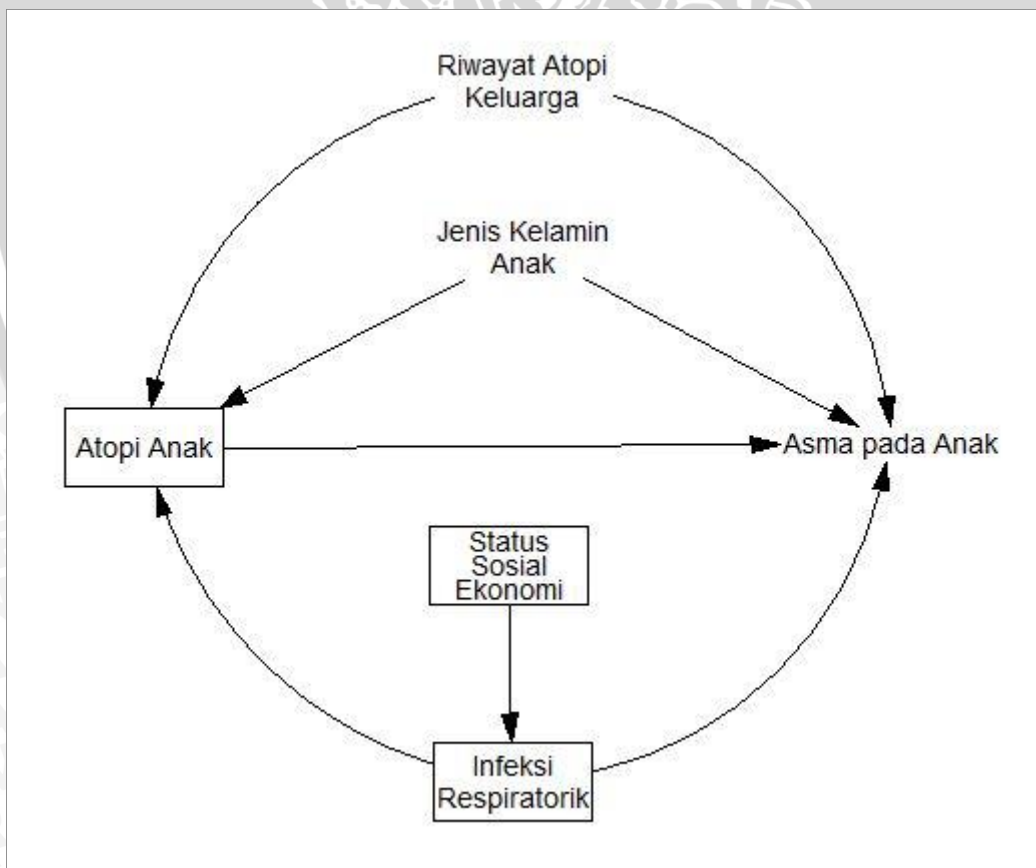 Riwayat Atopi
Keluarga
Jenis Kelamin
Anak
Atopi Anak
Asma pada Anak
Status
Sosial
Ekonomi
Infeksi
Respiratorik